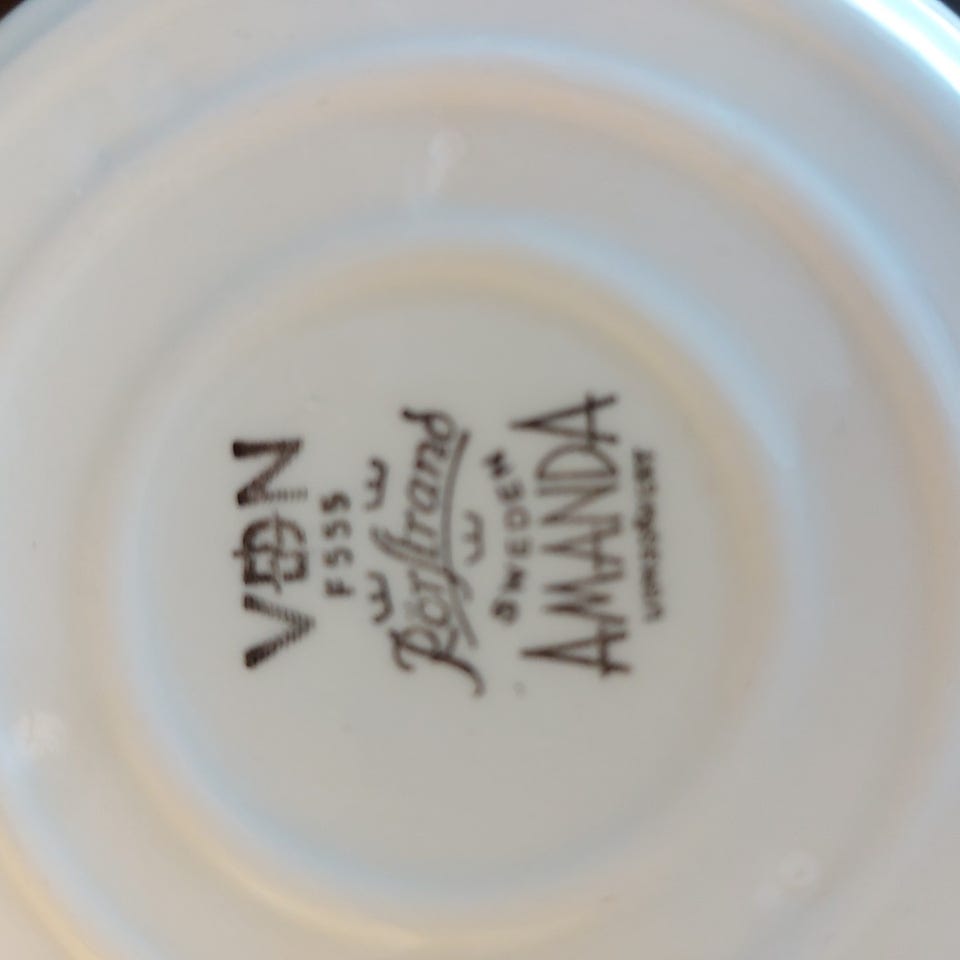 VDN
F555
Rörstrand
SWEDEN
AMANDA